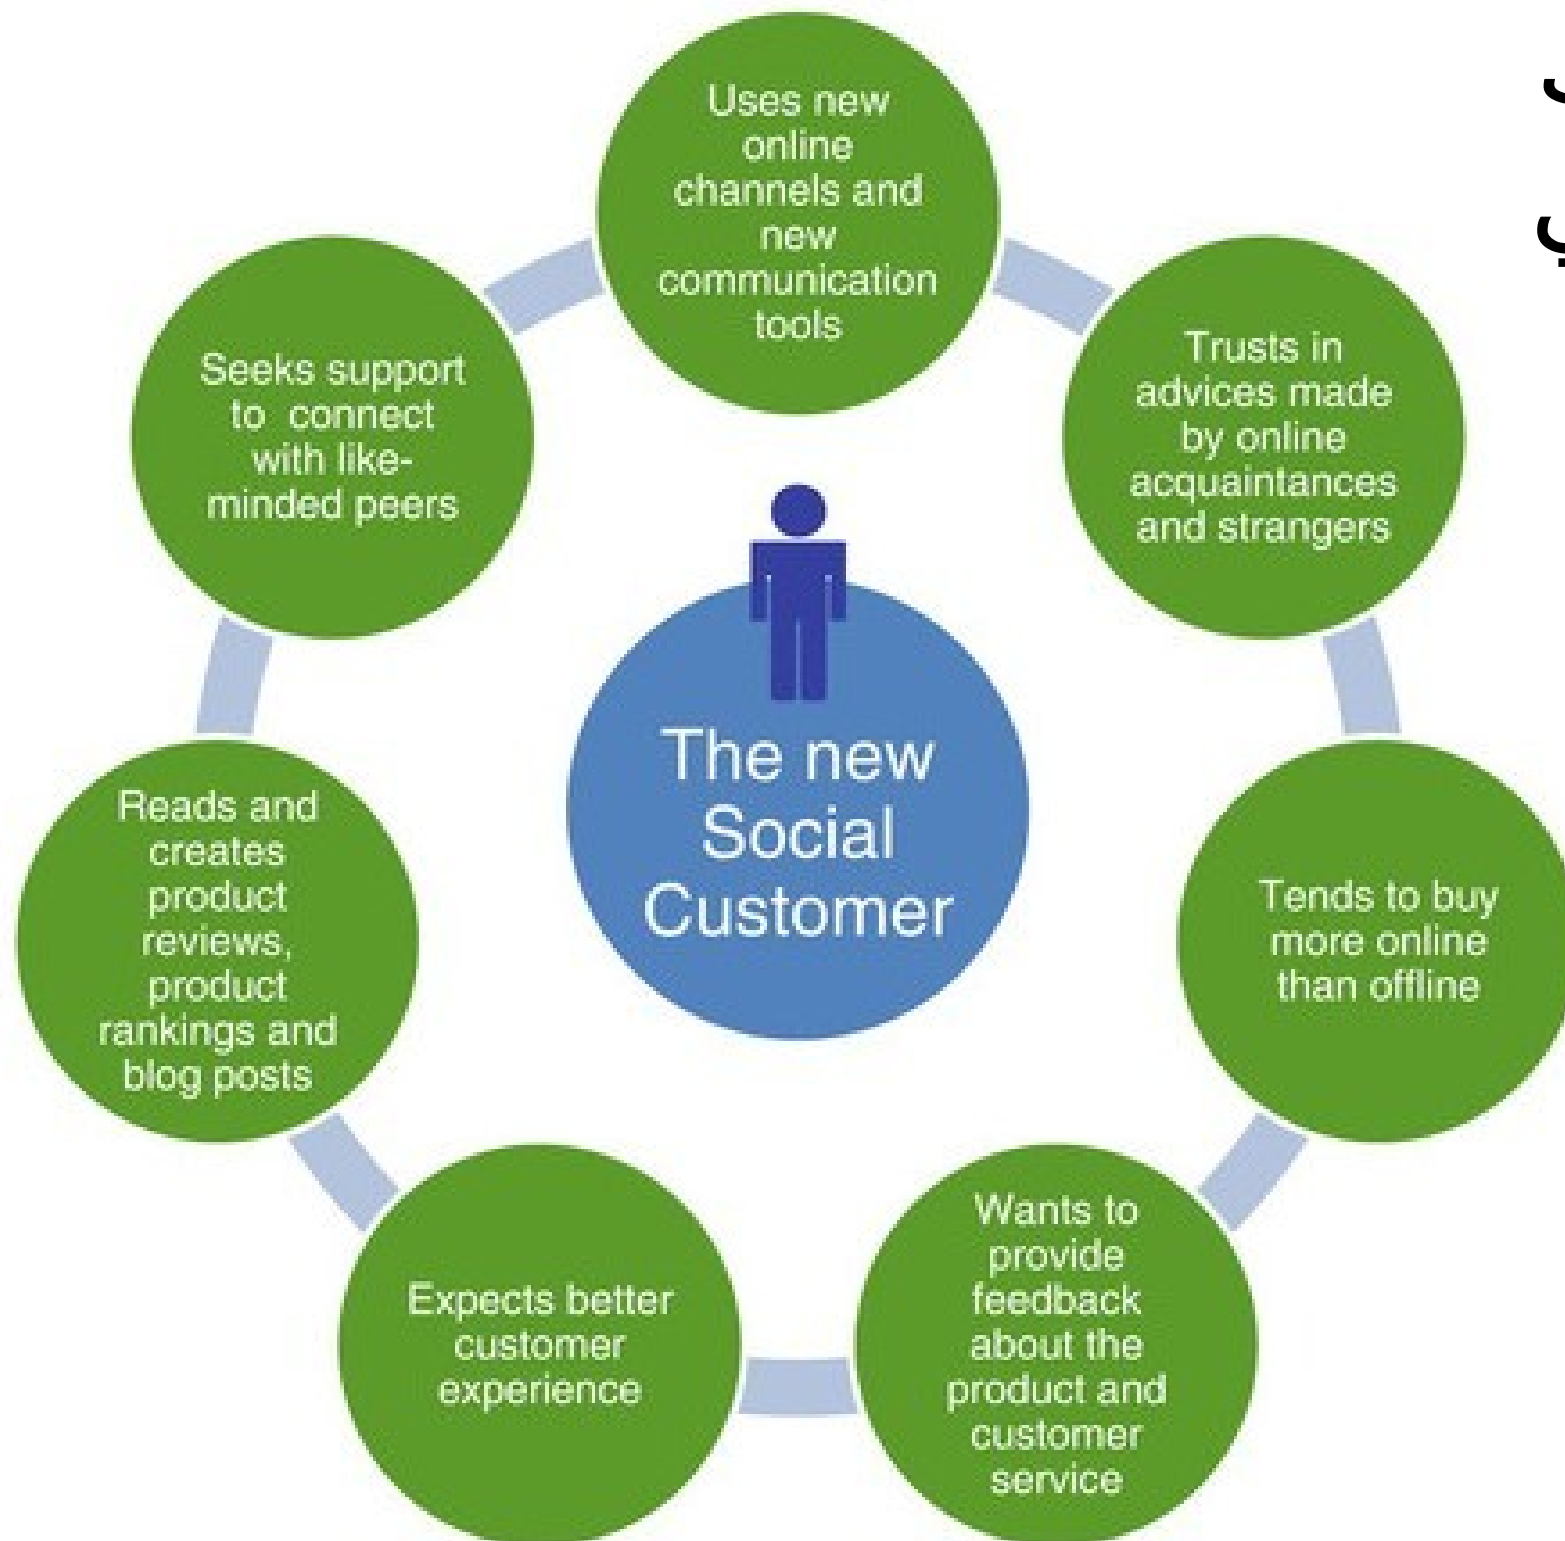 Uses new
online
channels and
new
communication
tools
Trusts in
advices made
by online
acquaintances
and strangers
Tends to buy
more online
than offline
Wants to
provide
feedback
about the
product and
customer
service
Expects better
customer
experience
Reads and
creates
product
reviews,
product
rankings and
blog posts
Seeks support
to connect
with like-
minded peers
The new
Social
Customer